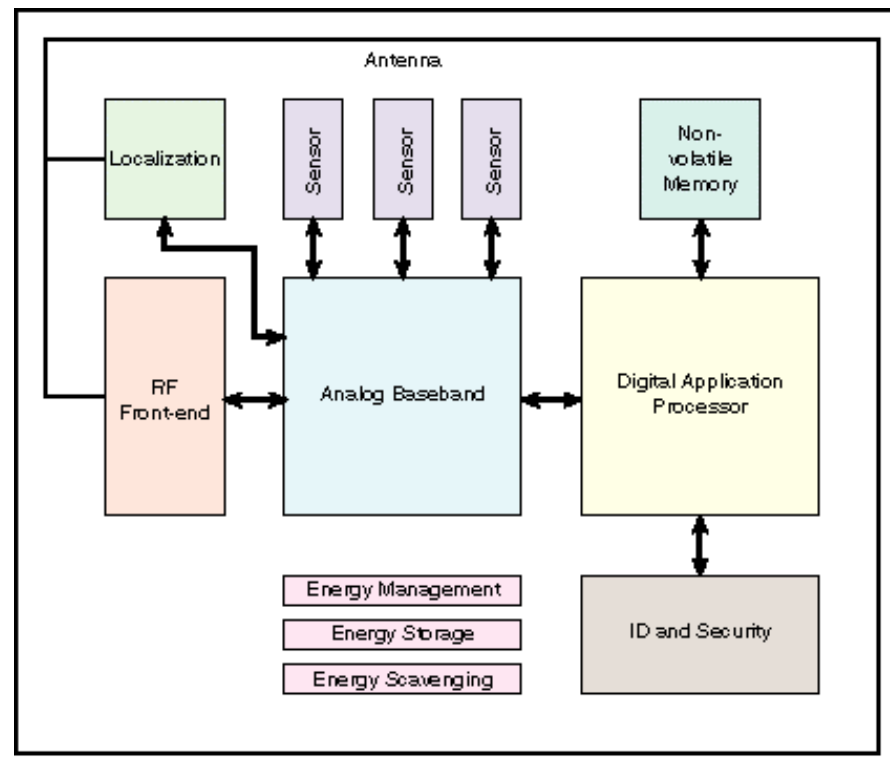 Antenna
Localization
Sensor
Sensor
Sensor
Non-
volatile
Memory
RF
Front-end
Analog Baseband
Digital Application
Processor
Energy Management
Energy Storage
Energy Scavenging
ID and Security